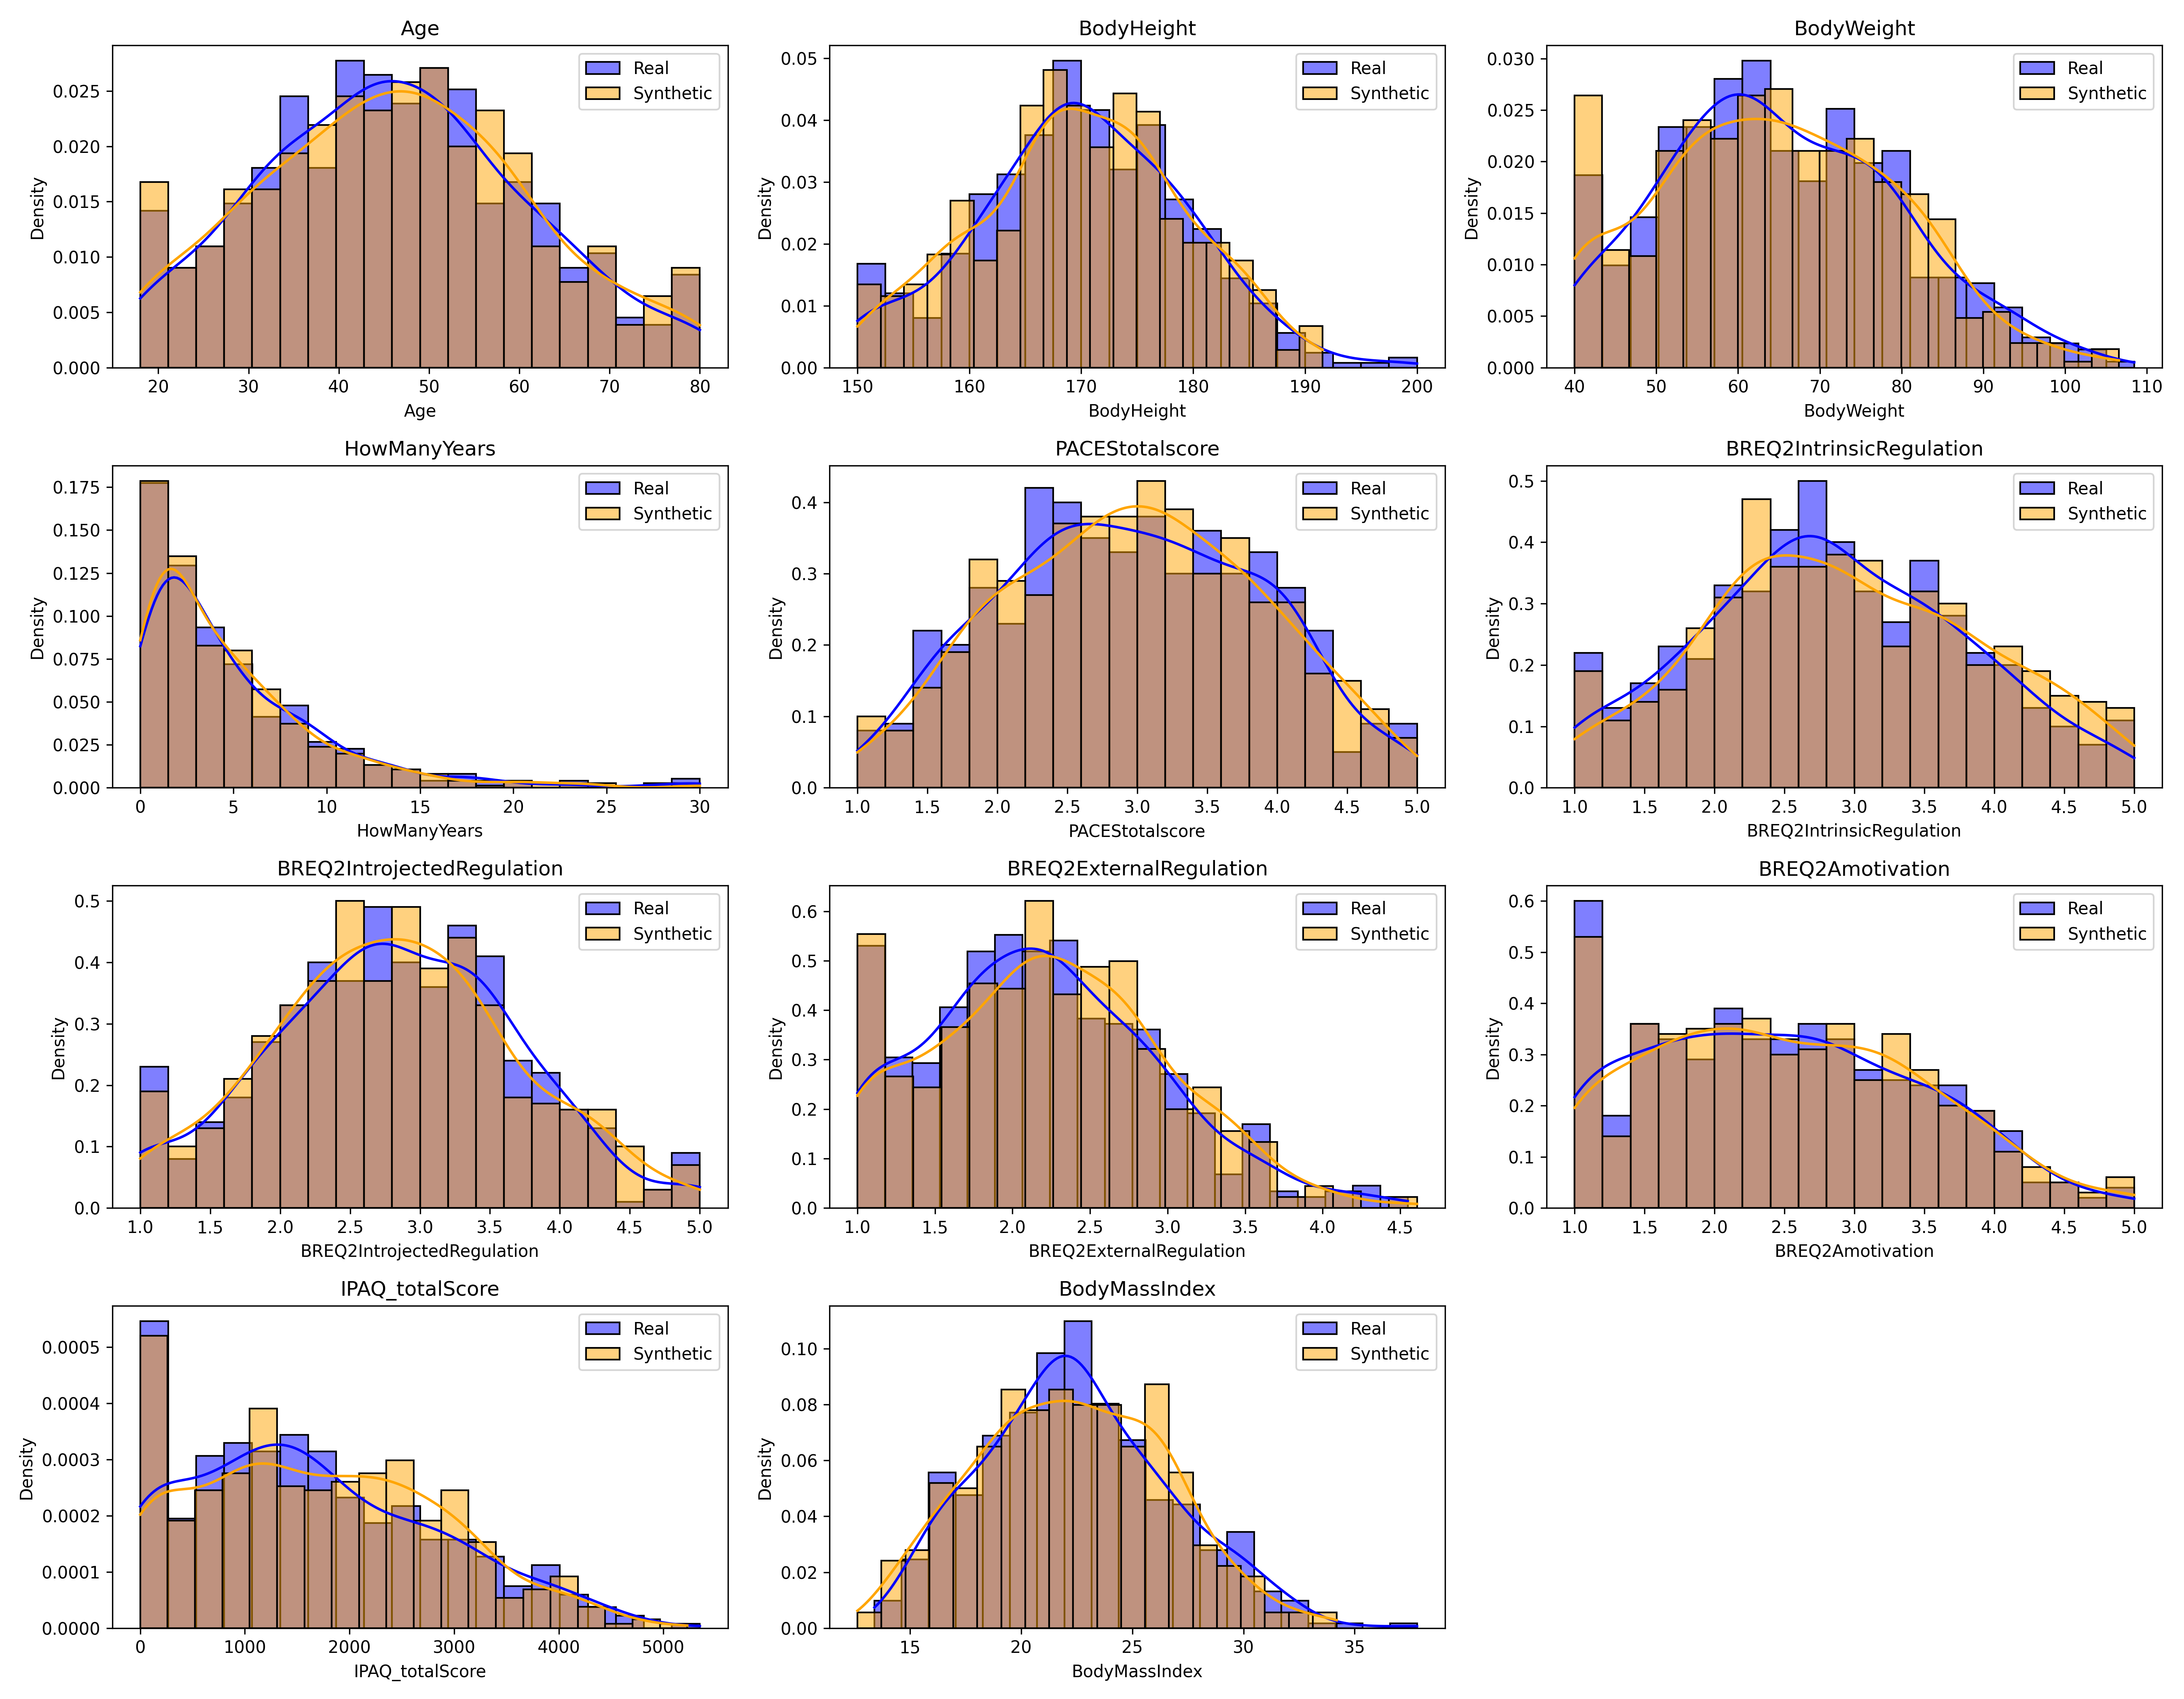 Age
Density
0.025
0.020
0.015
0.010
0.005
0.000
Real
Synthetic
20 30 40 50 60 70 80
Age
BodyHeight
Density
0.05
0.04
0.03
0.02
0.01
0.00
Real
Synthetic
150 160 170 180 190 200
BodyHeight
BodyWeight
Density
0.030
0.025
0.020
0.015
0.010
0.005
0.000
Real
Synthetic
40 50 60 70 80 90 100 110
BodyWeight
HowManyYears
Density
0.175
0.150
0.125
0.100
0.075
0.050
0.025
0.000
Real
Synthetic
0 5 10 15 20 25 30
HowManyYears
PACEStotalscore
Density
0.4
0.3
0.2
0.1
0.0
Real
Synthetic
1.0 1.5 2.0 2.5 3.0 3.5 4.0 4.5 5.0
PACEStotalscore
BREQ2IntrinsicRegulation
Density
0.5
0.4
0.3
0.2
0.1
0.0
Real
Synthetic
1.0 1.5 2.0 2.5 3.0 3.5 4.0 4.5 5.0
BREQ2IntrinsicRegulation
BREQ2IntrojectedRegulation
Density
0.5
0.4
0.3
0.2
0.1
0.0
Real
Synthetic
1.0 1.5 2.0 2.5 3.0 3.5 4.0 4.5 5.0
BREQ2IntrojectedRegulation
BREQ2ExternalRegulation
Density
0.6
0.5
0.4
0.3
0.2
0.1
0.0
Real
Synthetic
1.0 1.5 2.0 2.5 3.0 3.5 4.0 4.5
BREQ2ExternalRegulation
BREQ2Amotivation
Density
0.6
0.5
0.4
0.3
0.2
0.1
0.0
Real
Synthetic
1.0 1.5 2.0 2.5 3.0 3.5 4.0 4.5 5.0
BREQ2Amotivation
IPAQ_totalScore
Density
0.0005
0.0004
0.0003
0.0002
0.0001
0.0000
Real
Synthetic
0 1000 2000 3000 4000 5000
IPAQ_totalScore
BodyMassIndex
Density
0.10
0.08
0.06
0.04
0.02
0.00
Real
Synthetic
15 20 25 30 35
BodyMassIndex